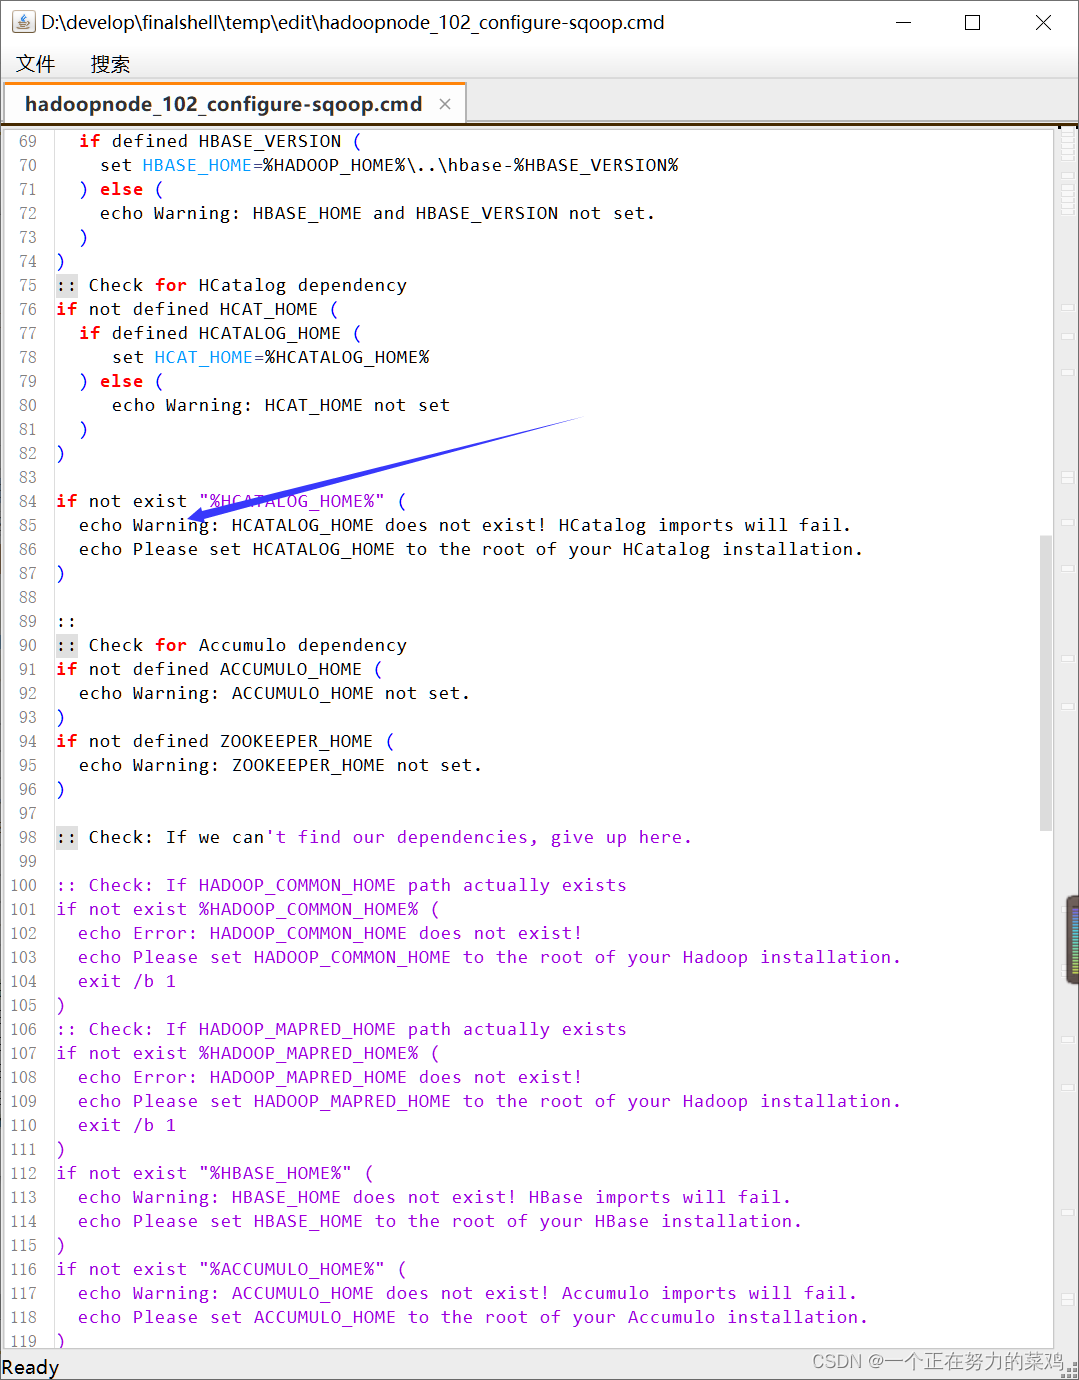 D:\develop\finalshell\temp\edit\hadoopnode_102_configure-sqoop.cmd
文件 搜索
hadoopnode_102_configure-sqoop.cmd
69 if defined HBASE_VERSION (
70 set HBASE_HOME=%HADOOP_HOME%\..\hbase-%HBASE_VERSION%
71 ) else (
72 echo Warning: HBASE_HOME and HBASE_VERSION not set.
73 )
74 )
75 :: Check for HCatalog dependency
76 if not defined HCAT_HOME (
77 if defined HCATALOG_HOME (
78 set HCAT_HOME=%HCATALOG_HOME%
79 ) else (
80 echo Warning: HCAT_HOME not set
81 )
82 )
83
84 if not exist "%HCATALOG_HOME%" (
85 echo Warning: HCATALOG_HOME does not exist! HCatalog imports will fail.
86 echo Please set HCATALOG_HOME to the root of your HCatalog installation.
87 )
88
89 ::
90 :: Check for Accumulo dependency
91 if not defined ACCUMULO_HOME (
92 echo Warning: ACCUMULO_HOME not set.
93 )
94 if not defined ZOOKEEPER_HOME (
95 echo Warning: ZOOKEEPER_HOME not set.
96 )
97
98 :: Check: If we can't find our dependencies, give up here.
99
100 :: Check: If HADOOP_COMMON_HOME path actually exists
101 if not exist %HADOOP_COMMON_HOME% (
102 echo Error: HADOOP_COMMON_HOME does not exist!
103 echo Please set HADOOP_COMMON_HOME to the root of your Hadoop installation.
104 exit /b 1
105 )
106 :: Check: If HADOOP_MAPRED_HOME path actually exists
107 if not exist %HADOOP_MAPRED_HOME% (
108 echo Error: HADOOP_MAPRED_HOME does not exist!
109 echo Please set HADOOP_MAPRED_HOME to the root of your Hadoop installation.
110 exit /b 1
111 )
112 if not exist "%HBASE_HOME%" (
113 echo Warning: HBASE_HOME does not exist! HBase imports will fail.
114 echo Please set HBASE_HOME to the root of your HBase installation.
115 )
116 if not exist "%ACCUMULO_HOME%" (
117 echo Warning: ACCUMULO_HOME does not exist! Accumulo imports will fail.
118 echo Please set ACCUMULO_HOME to the root of your Accumulo installation.
119 )
Ready
CSDN @一个正在努力的菜鸡